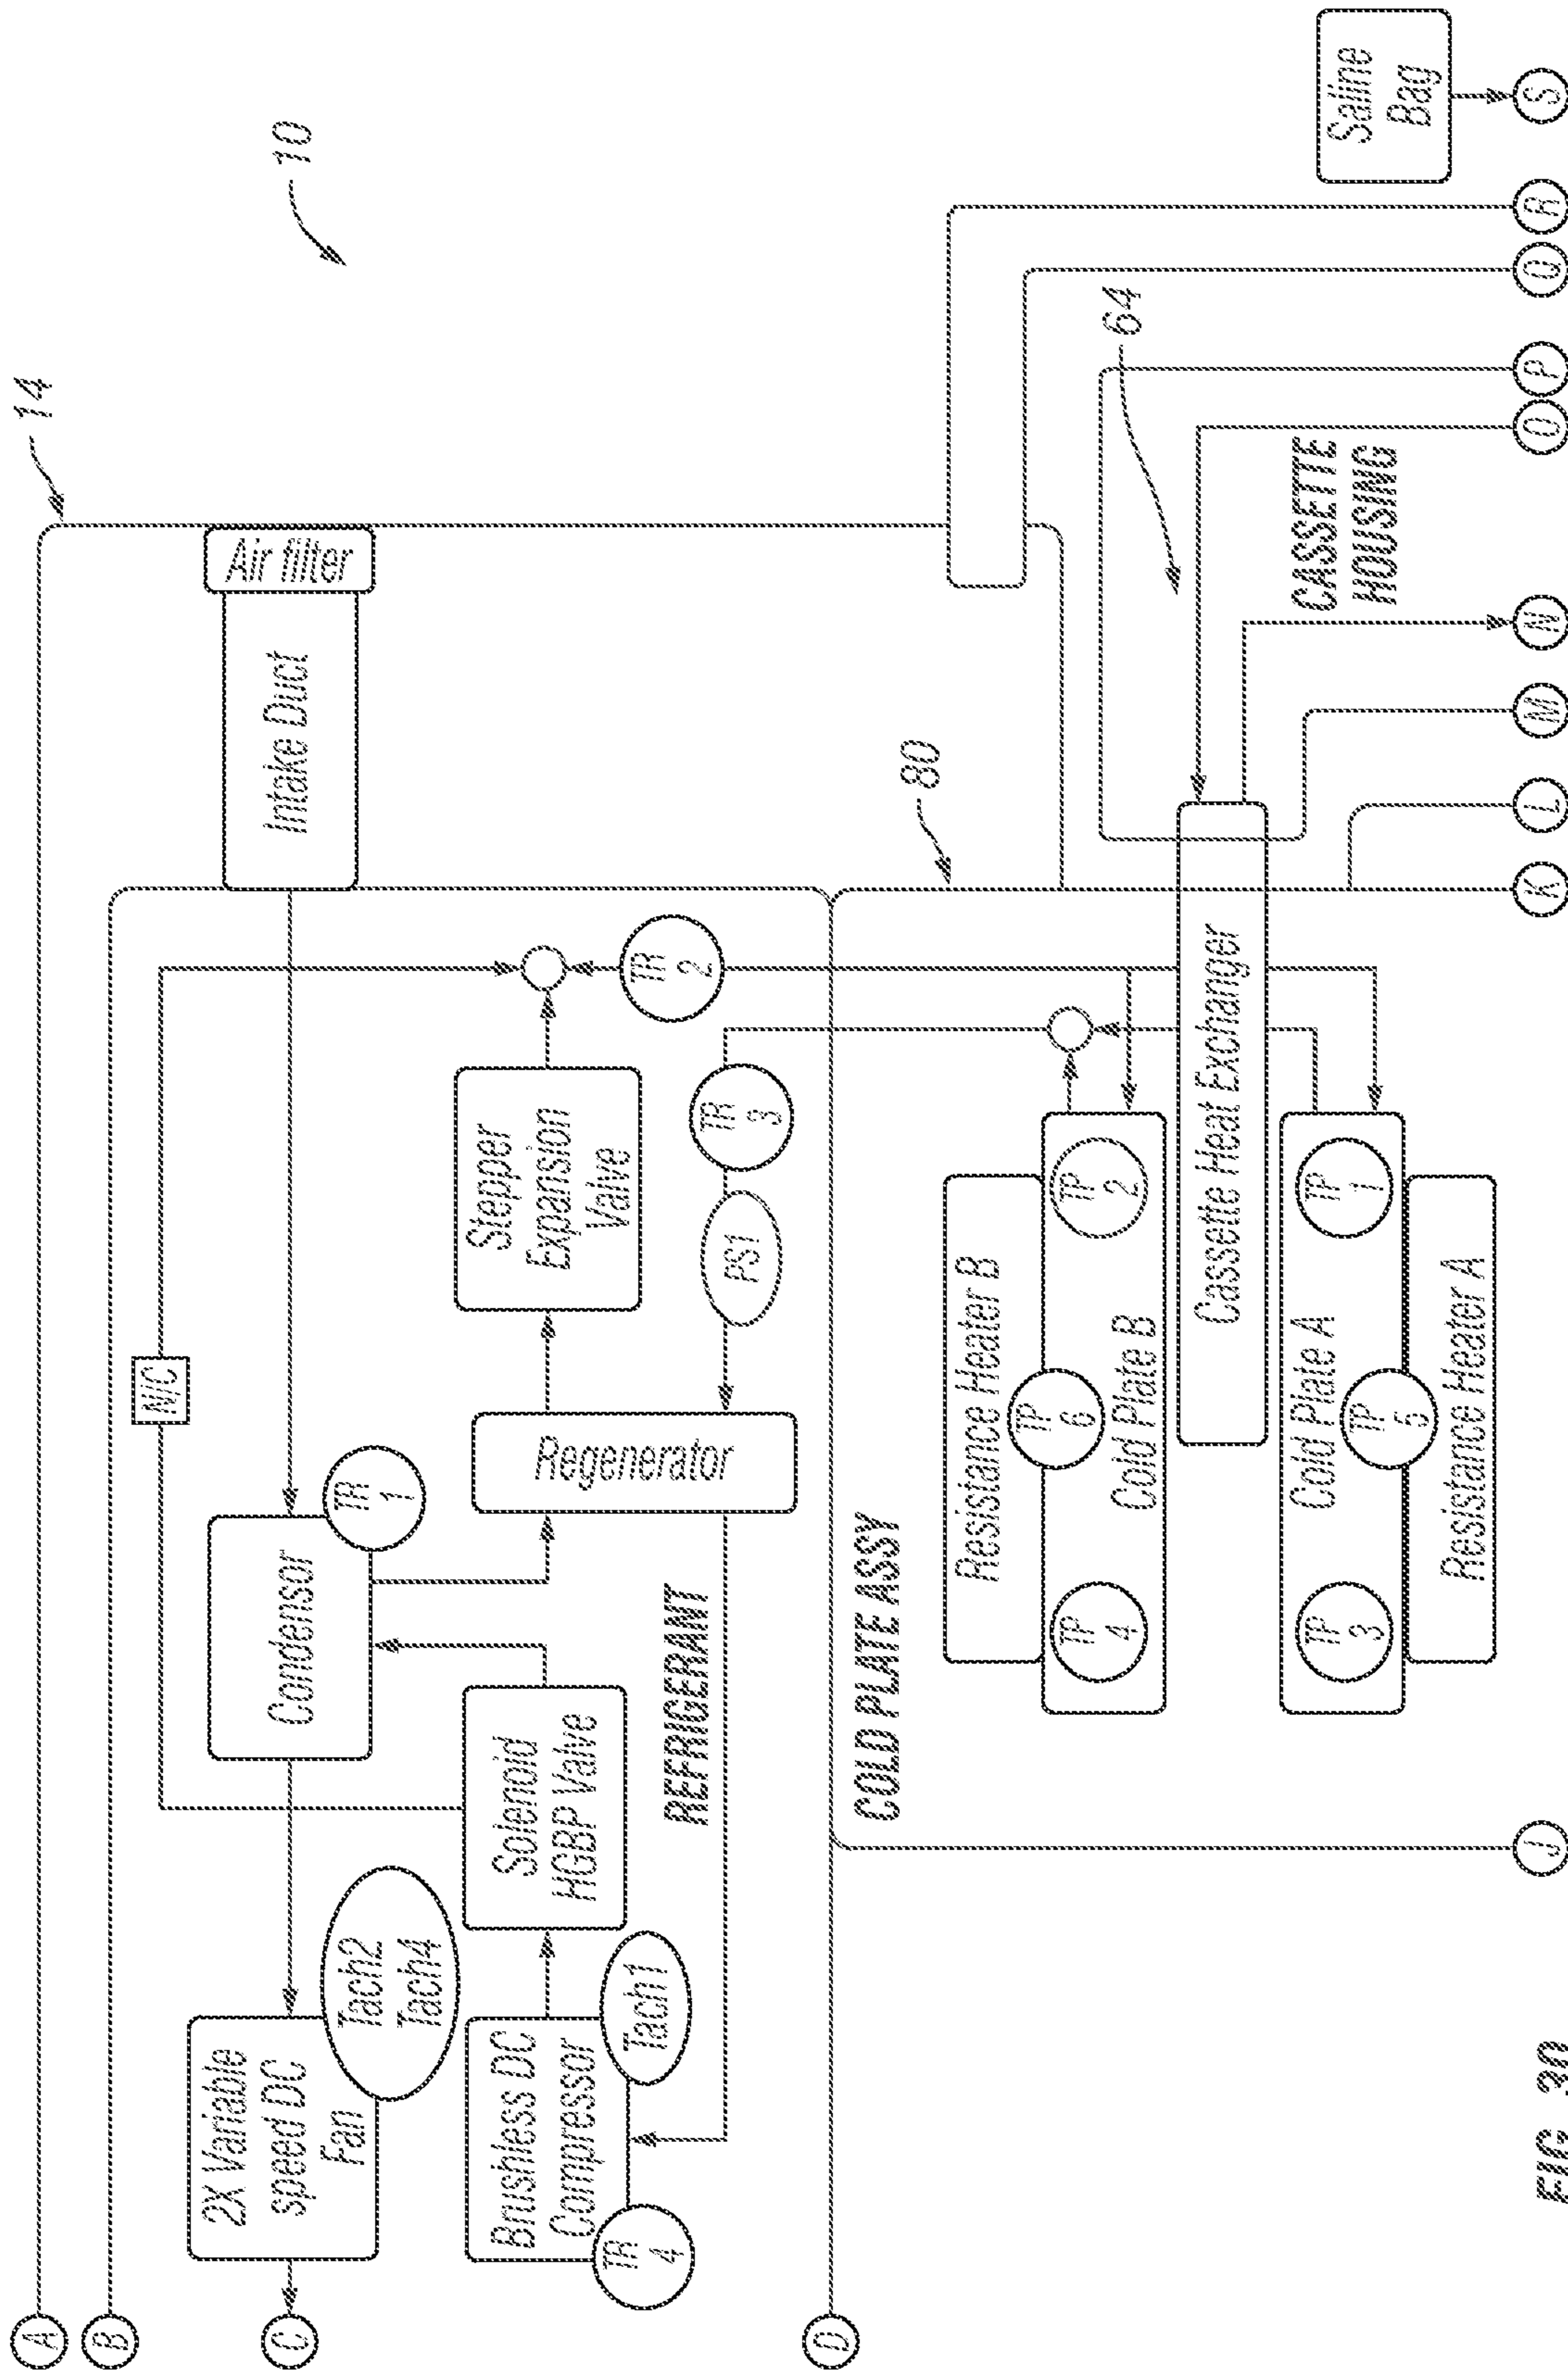 A
14
10
B
2X Variable
speed DC
Fan
Tach2
Tach4
C
Condensor
TR
1
N/C
Intake Duct
Air filter
Brushless DC
Compressor
Tach1
TR
4
Solenoid
HGBP Valve
Regenerator
Stepper
Expansion
Valve
TR
2
TR
3
PS1
REFRIGERANT
D
COLD PLATE ASSY
80
Resistance Heater B
TP
4
TP
6
TP
2
Cold Plate B
Cassette Heat Exchanger
64
Cold Plate A
TP
3
TP
5
TP
1
Resistance Heater A
CASSETTE
HOUSING
Saline
Bag
FIG. 30
J
K
L
M
N
O
P
Q
R
S